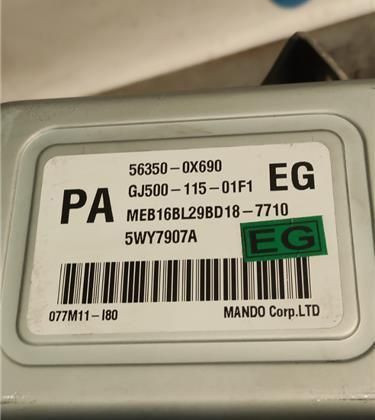 56350-0X690
PA GJ500-115-01F1 EG
MEB16BL29BD18-7710
5WY7907A EG
077M11-I80 MANDO Corp.LTD